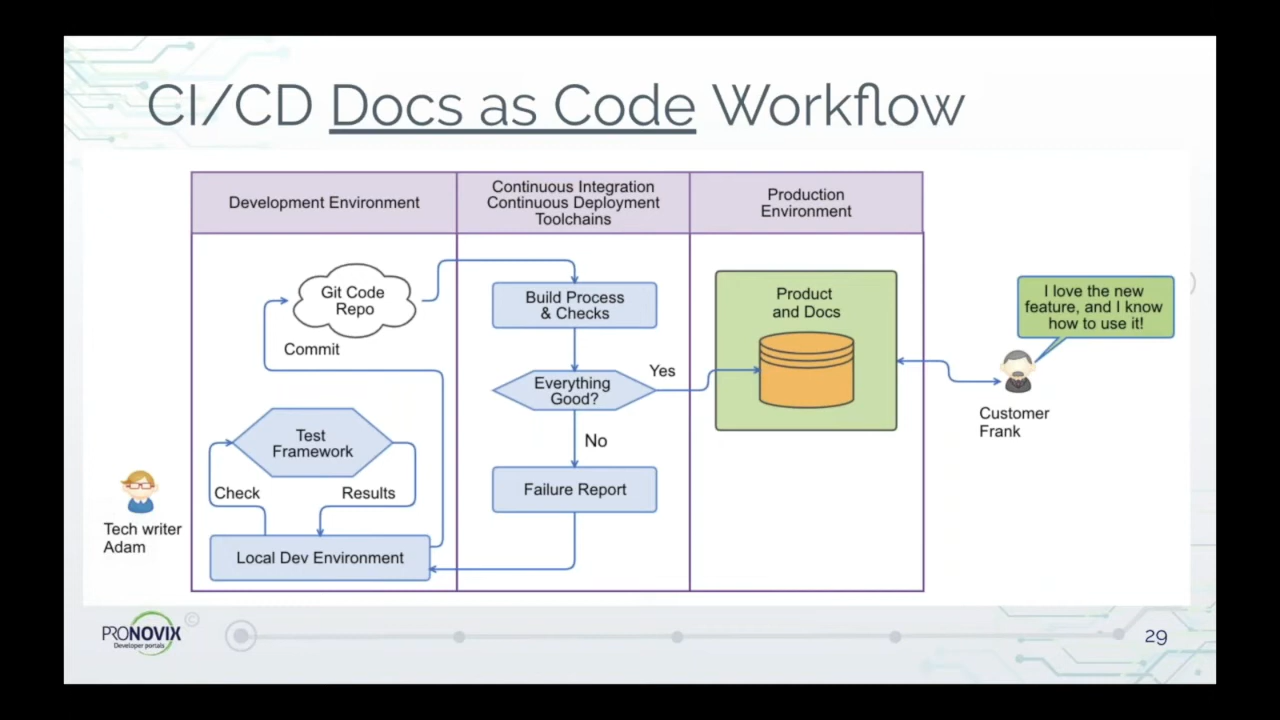 CI/CD Docs as Code Workflow
Development Environment
Continuous Integration
Continuous Deployment
Toolchains
Production
Environment
Git Code
Repo
Commit
Test
Framework
Check
Results
Local Dev Environment
Tech writer
Adam
Build Process
& Checks
Everything
Good?
Yes
No
Failure Report
Product
and Docs
I love the new
feature, and I know
how to use it!
Customer
Frank
PRONOVIX
Developer portals
©
29